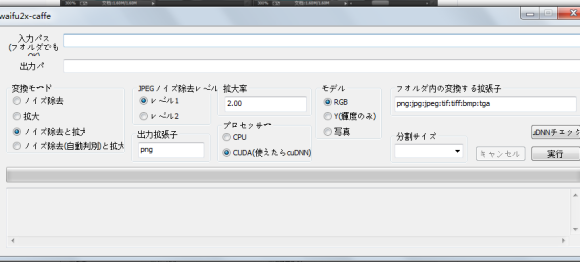 waifu2x-caffe
入力パス
(フォルダでも
OK)
出力パ
変換モード
ノイズ除去
拡大
ノイズ除去と拡大
ノイズ除去(自動判別)と拡大
JPEGノイズ除去レベル
レベル1
レベル2
出力拡張子
png
拡大率
2.00
プロセッサー
CPU
CUDA(使えたらcuDNN)
モデル
RGB
Y(輝度のみ)
写真
フォルダ内の変換する拡張子
png:jpg:jpeg:tif:tiff:bmp:tga
分割サイズ
uDNNチェック
キャンセル
実行